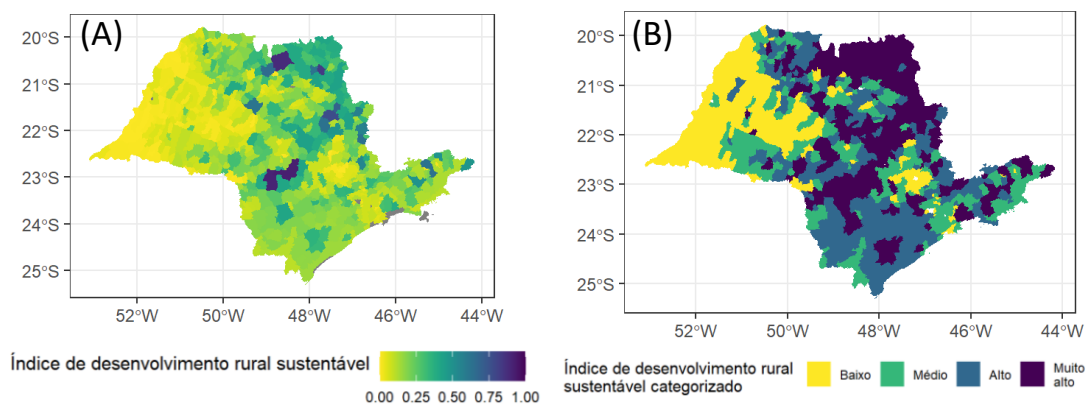 (A)
20°S
21°S
22°S
23°S
24°S
25°S
52°W 50°W 48°W 46°W 44°W
Índice de desenvolvimento rural sustentável
0.00 0.25 0.50 0.75 1.00
(B)
20°S
21°S
22°S
23°S
24°S
25°S
52°W 50°W 48°W 46°W 44°W
Índice de desenvolvimento rural
sustentável categorizado
Baixo Médio Alto Muito
alto